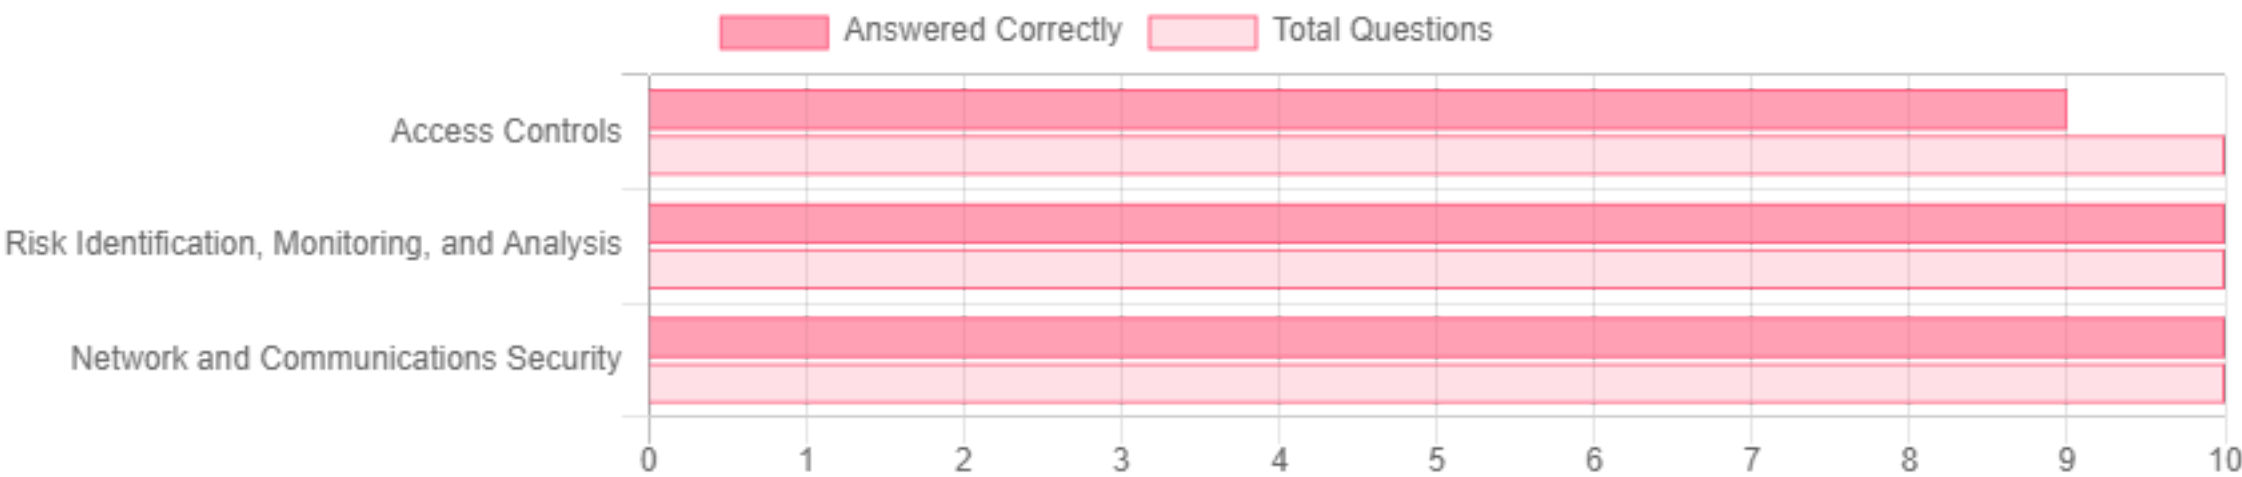 Answered Correctly Total Questions
Access Controls
Risk Identification, Monitoring, and Analysis
Network and Communications Security
0 1 2 3 4 5 6 7 8 9 10